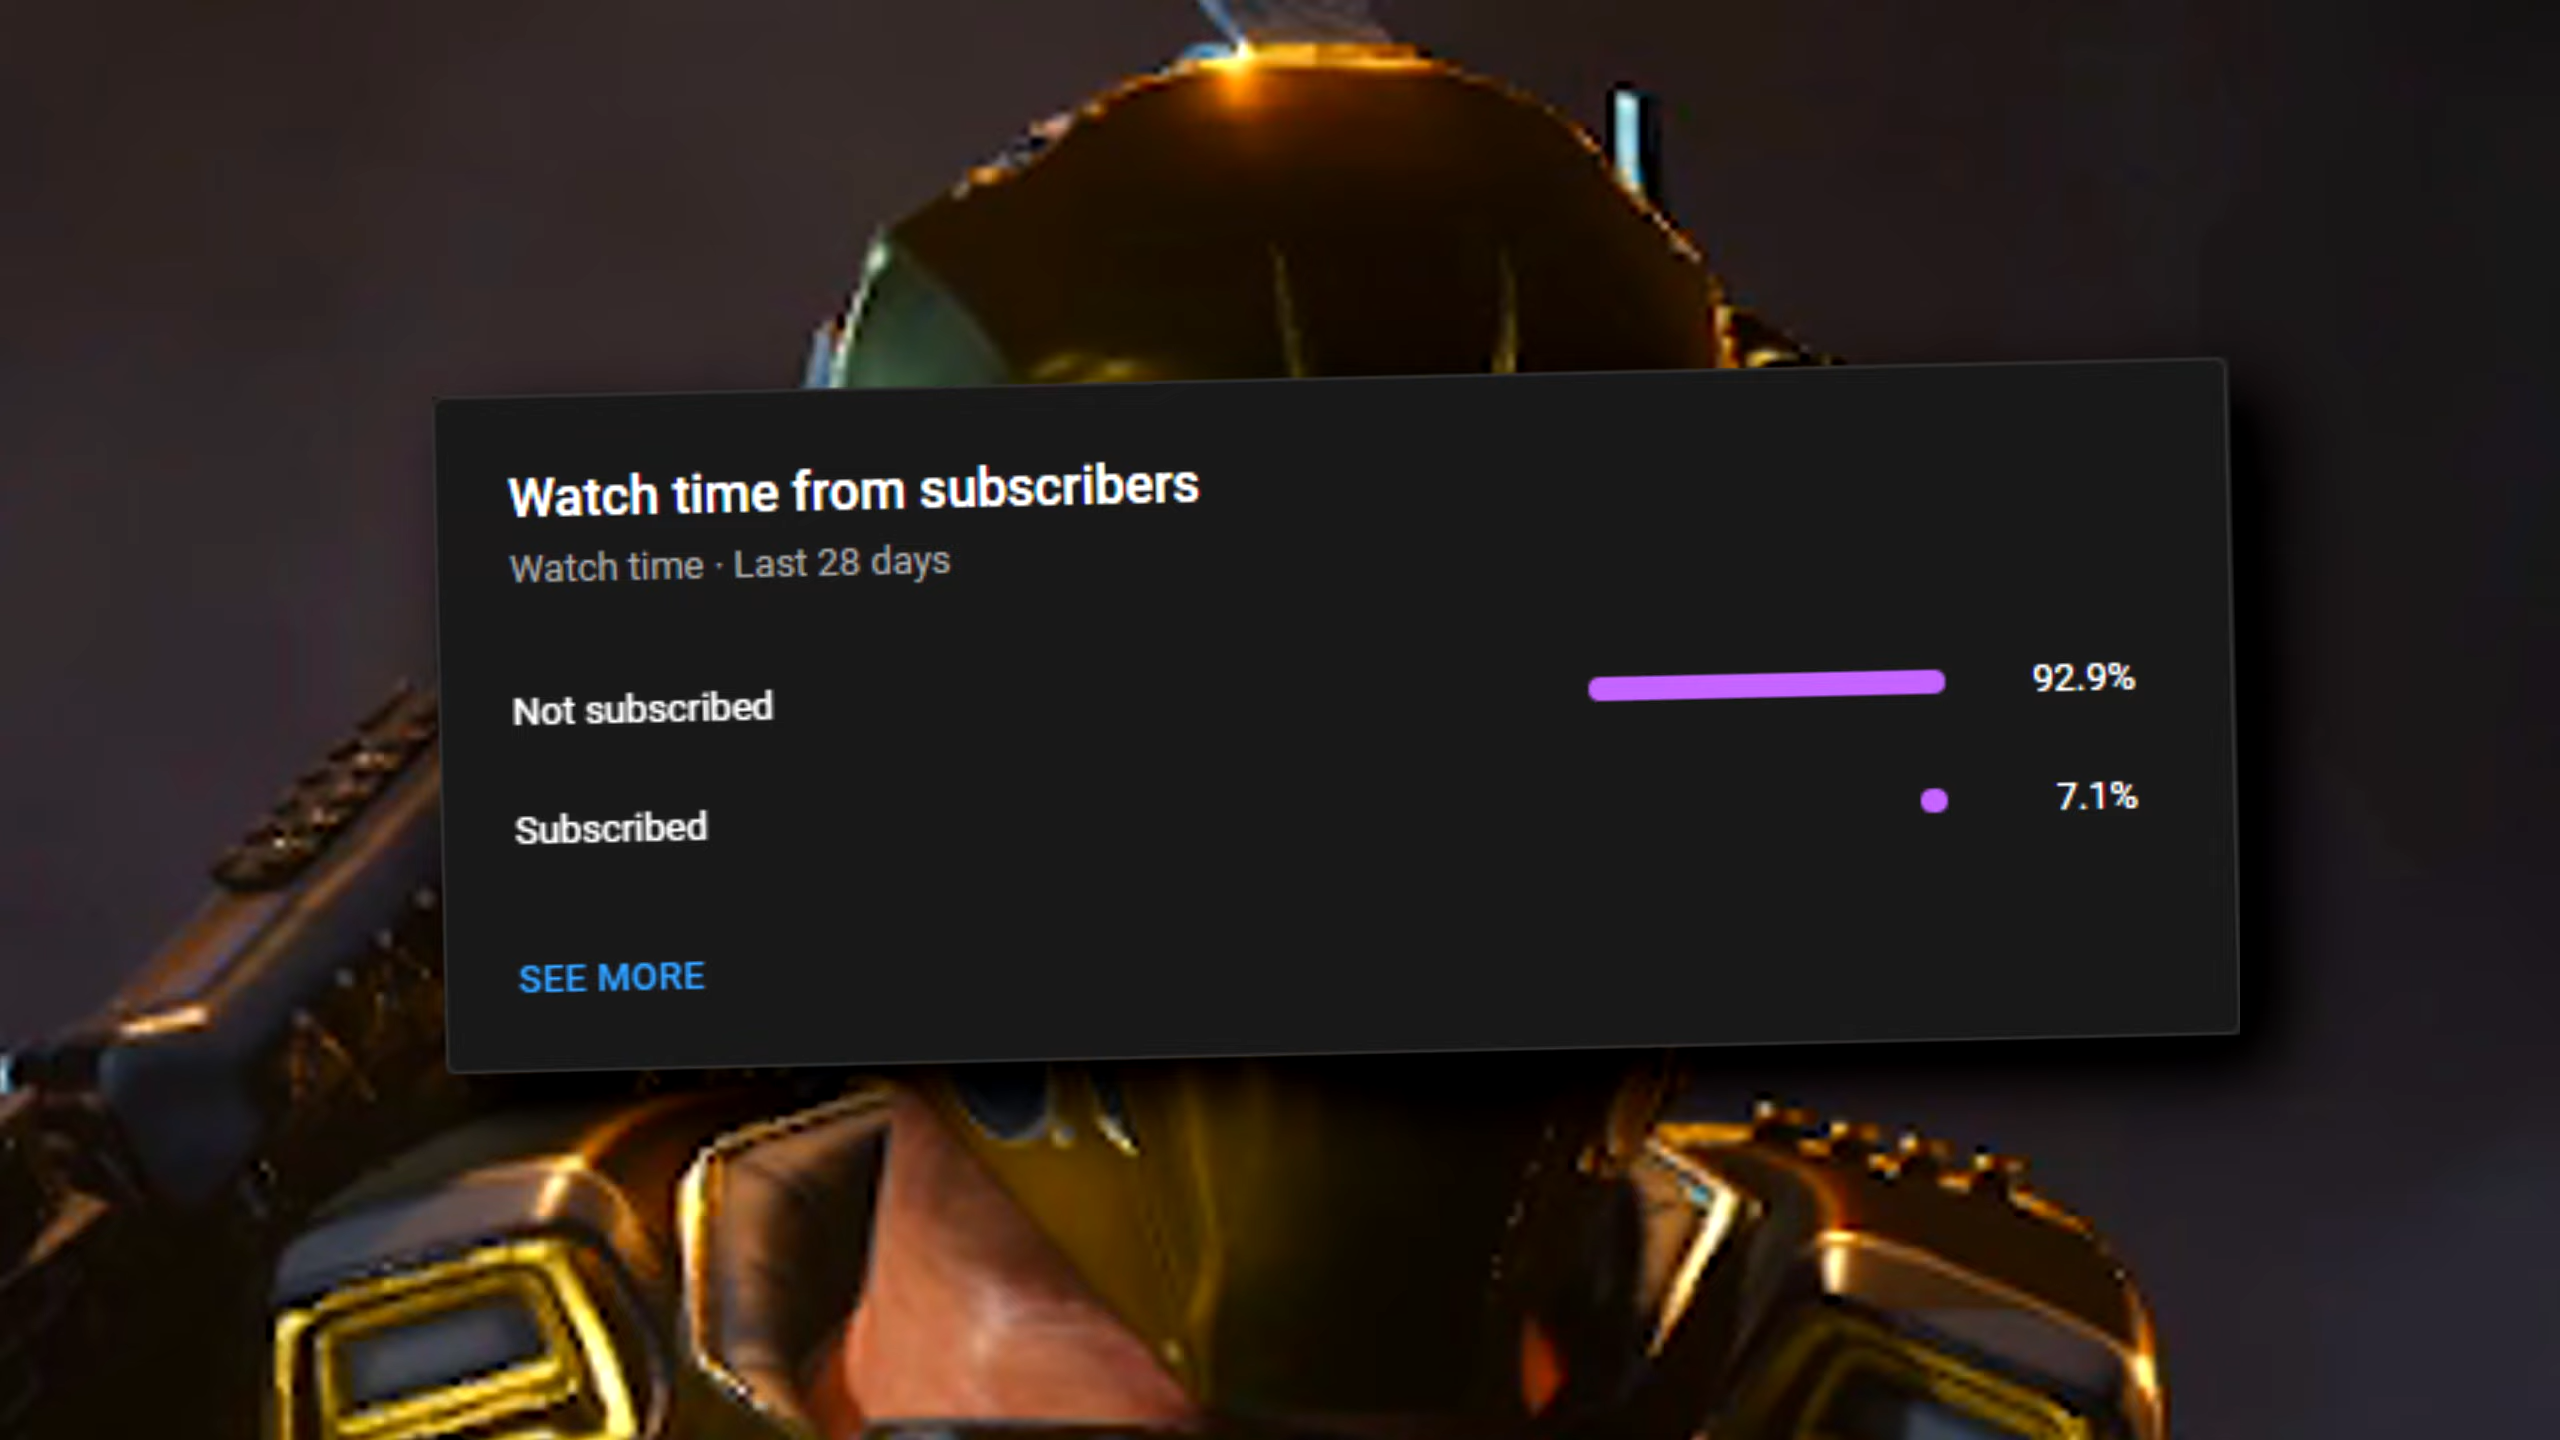 Watch time from subscribers
Watch time · Last 28 days
Not subscribed 92.9%
Subscribed 7.1%
SEE MORE